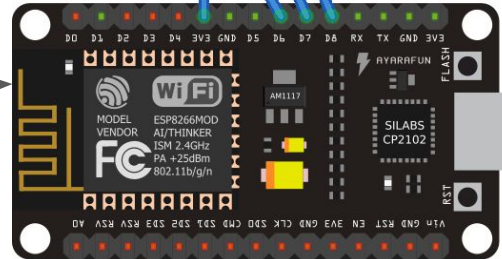 D0 D1 D2 D3 D4 3V3 GND D5 D6 D7 D8 RX TX GND 3V3
AYARAFUN
FLASH
WiFi
MODEL
VENDOR
FC
ESP8266MOD
AI/THINKER
ISM 2.4GHz
PA +25dBm
802.11b/g/n
AM1117
SILABS
CP2102
RST
A0 RSV RSV SD3 SD2 SD1 CMD SD0 CLK GND 3V3 EN RST GND Vin